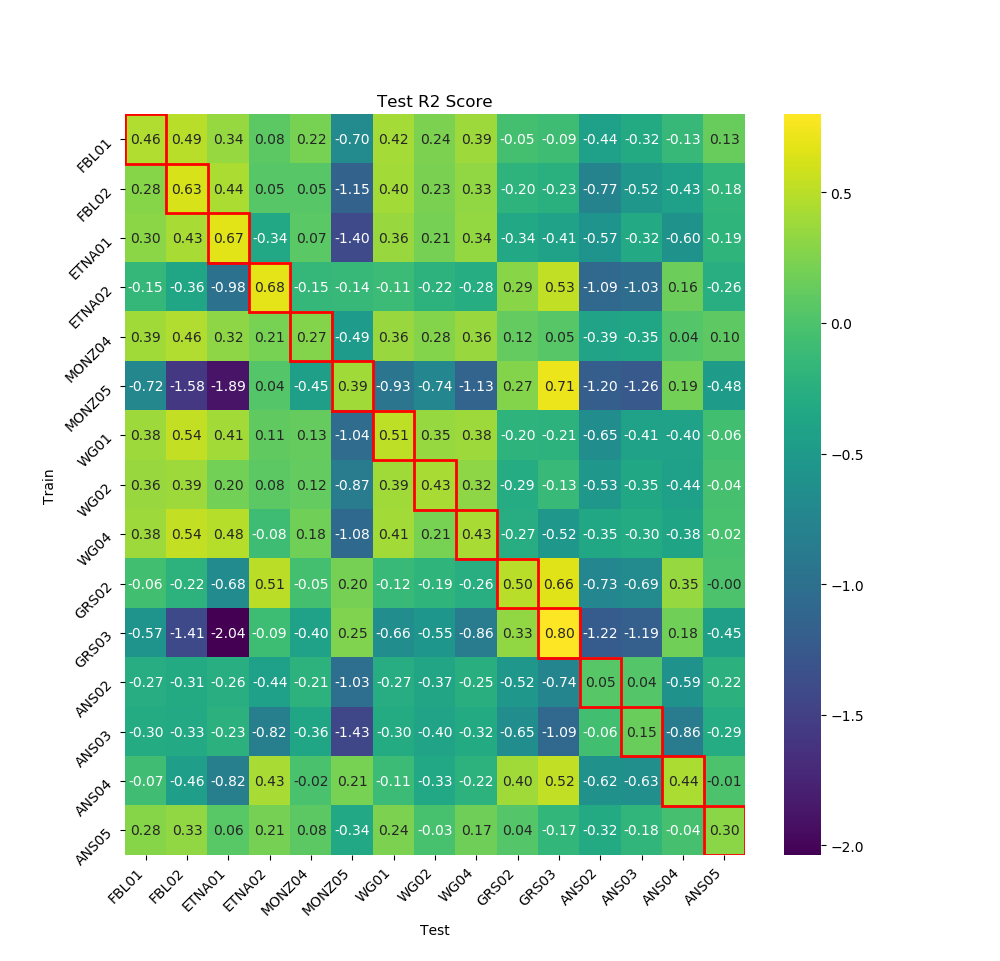 Test R2 Score
FBL01 0.46 0.49 0.34 0.08 0.22 -0.70 0.42 0.24 0.39 -0.05 -0.09 -0.44 -0.32 -0.13 0.13
FBL02 0.28 0.63 0.44 0.05 0.05 -1.15 0.40 0.23 0.33 -0.20 -0.23 -0.77 -0.52 -0.43 -0.18
ETNA01 0.30 0.43 0.67 -0.34 0.07 -1.40 0.36 0.21 0.34 -0.34 -0.41 -0.57 -0.32 -0.60 -0.19
ETNA02 -0.15 -0.36 -0.98 0.68 -0.15 -0.14 -0.11 -0.22 -0.28 0.29 0.53 -1.09 -1.03 0.16 -0.26
MONZ04 0.39 0.46 0.32 0.21 0.27 -0.49 0.36 0.28 0.36 0.12 0.05 -0.39 -0.35 0.04 0.10
MONZ05 -0.72 -1.58 -1.89 0.04 -0.45 0.39 -0.93 -0.74 -1.13 0.27 0.71 -1.20 -1.26 0.19 -0.48
WG01 0.38 0.54 0.41 0.11 0.13 -1.04 0.51 0.35 0.38 -0.20 -0.21 -0.65 -0.41 -0.40 -0.06
WG02 0.36 0.39 0.20 0.08 0.12 -0.87 0.39 0.43 0.32 -0.29 -0.13 -0.53 -0.35 -0.44 -0.04
WG04 0.38 0.54 0.48 -0.08 0.18 -1.08 0.41 0.21 0.43 -0.27 -0.52 -0.35 -0.30 -0.38 -0.02
GRS02 -0.06 -0.22 -0.68 0.51 -0.05 0.20 -0.12 -0.19 -0.26 0.50 0.66 -0.73 -0.69 0.35 -0.00
GRS03 -0.57 -1.41 -2.04 -0.09 -0.40 0.25 -0.66 -0.55 -0.86 0.33 0.80 -1.22 -1.19 0.18 -0.45
ANS02 -0.27 -0.31 -0.26 -0.44 -0.21 -1.03 -0.27 -0.37 -0.25 -0.52 -0.74 0.05 0.04 -0.59 -0.22
ANS03 -0.30 -0.33 -0.23 -0.82 -0.36 -1.43 -0.30 -0.40 -0.32 -0.65 -1.09 -0.06 0.15 -0.86 -0.29
ANS04 -0.07 -0.46 -0.82 0.43 -0.02 0.21 -0.11 -0.33 -0.22 0.40 0.52 -0.62 -0.63 0.44 -0.01
ANS05 0.28 0.33 0.06 0.21 0.08 -0.34 0.24 -0.03 0.17 0.04 -0.17 -0.32 -0.18 -0.04 0.30
FBL01 FBL02 ETNA01 ETNA02 MONZ04 MONZ05 WG01 WG02 WG04 GRS02 GRS03 ANS02 ANS03 ANS04 ANS05
Train
Test
0.5
0.0
−0.5
−1.0
−1.5
−2.0